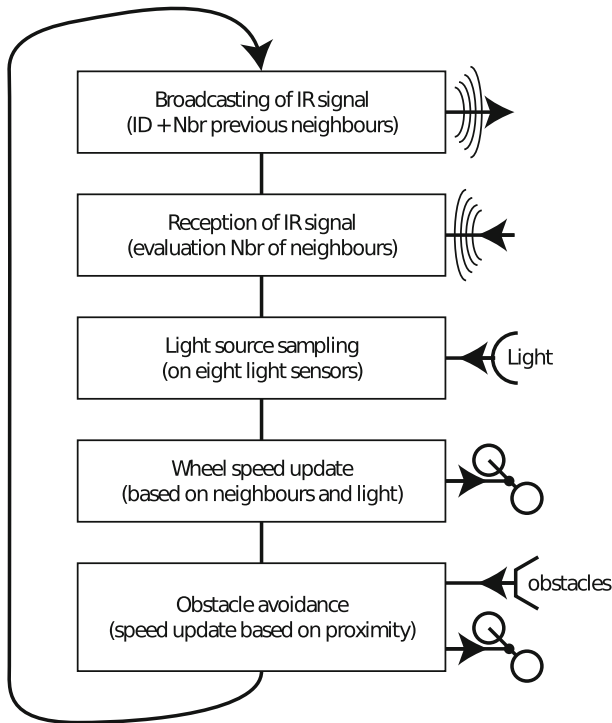 Broadcasting of IR signal
(ID + Nbr previous neighbours)
Reception of IR signal
(evaluation Nbr of neighbours)
Light source sampling
(on eight light sensors)
Light
Wheel speed update
(based on neighbours and light)
obstacles
Obstacle avoidance
(speed update based on proximity)